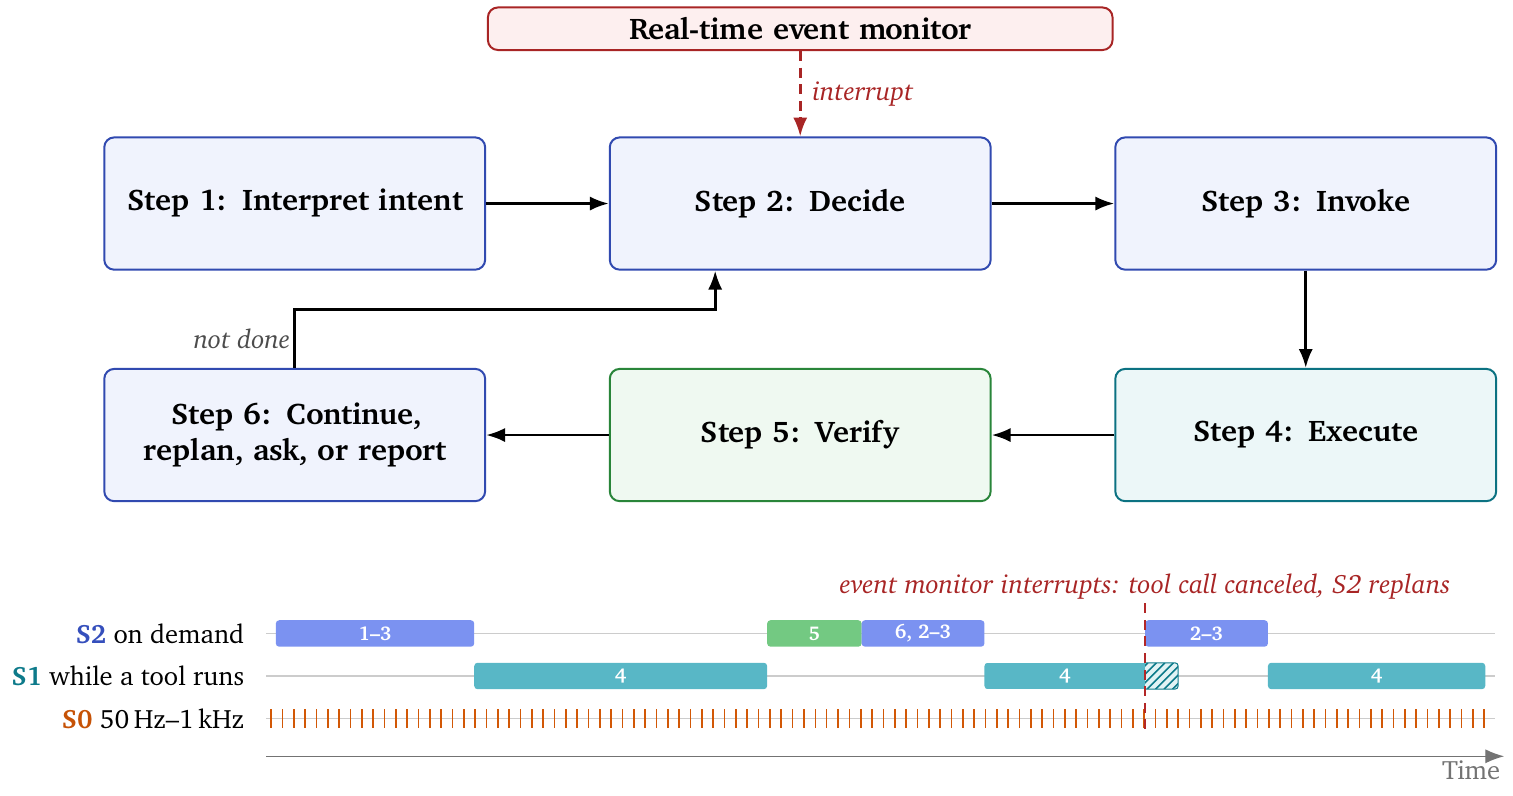 Real-time event monitor
interrupt
Step 1: Interpret intent
Step 2: Decide
Step 3: Invoke
not done
Step 6: Continue,
replan, ask, or report
Step 5: Verify
Step 4: Execute
event monitor interrupts: tool call canceled, S2 replans
S2 on demand
1–3
5
6, 2–3
2–3
S1 while a tool runs
4
4
4
S0 50 Hz–1 kHz
Time